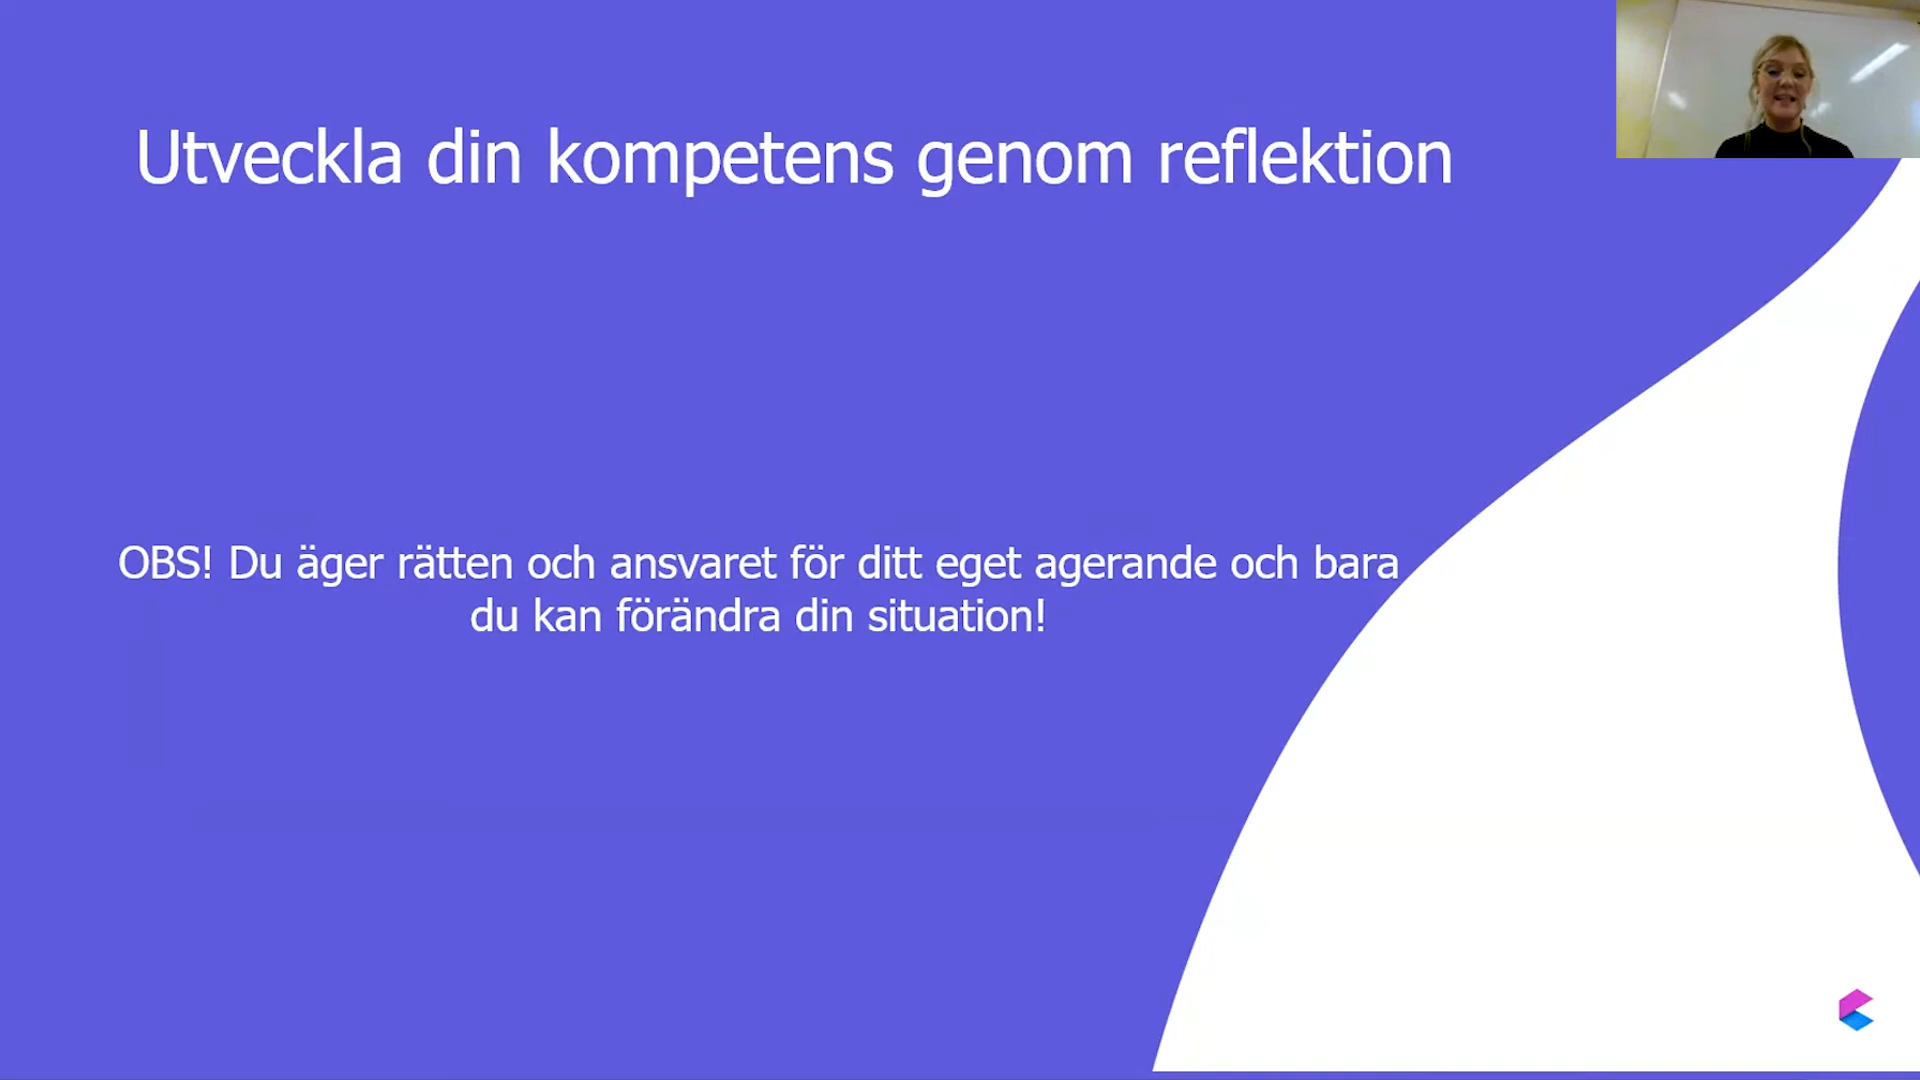 Utveckla din kompetens genom reflektion
OBS! Du äger rätten och ansvaret för ditt eget agerande och bara
du kan förändra din situation!